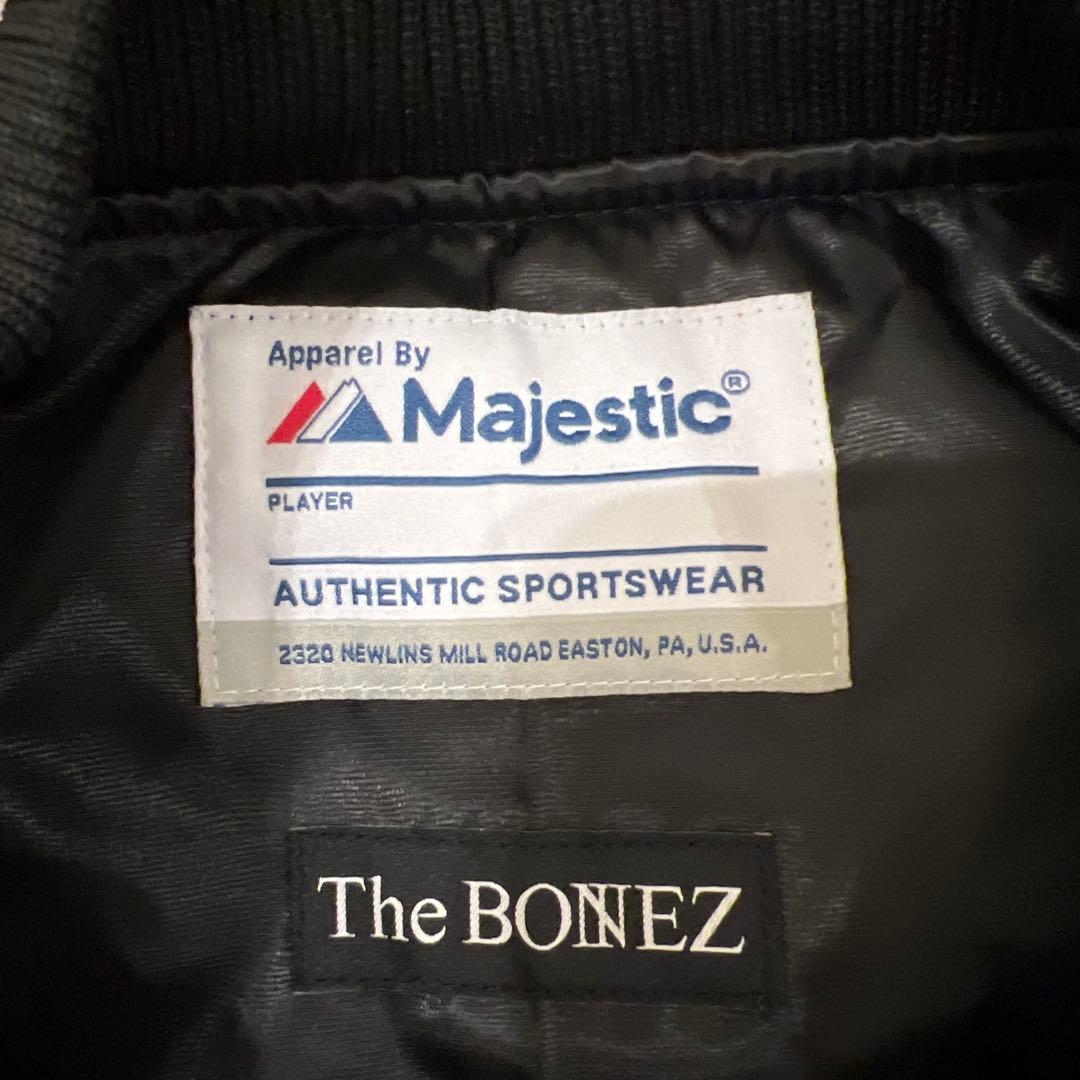 Apparel By
Majestic®
PLAYER
AUTHENTIC SPORTSWEAR
2320 NEWLINS MILL ROAD EASTON, PA, U.S.A.
The BONEZ